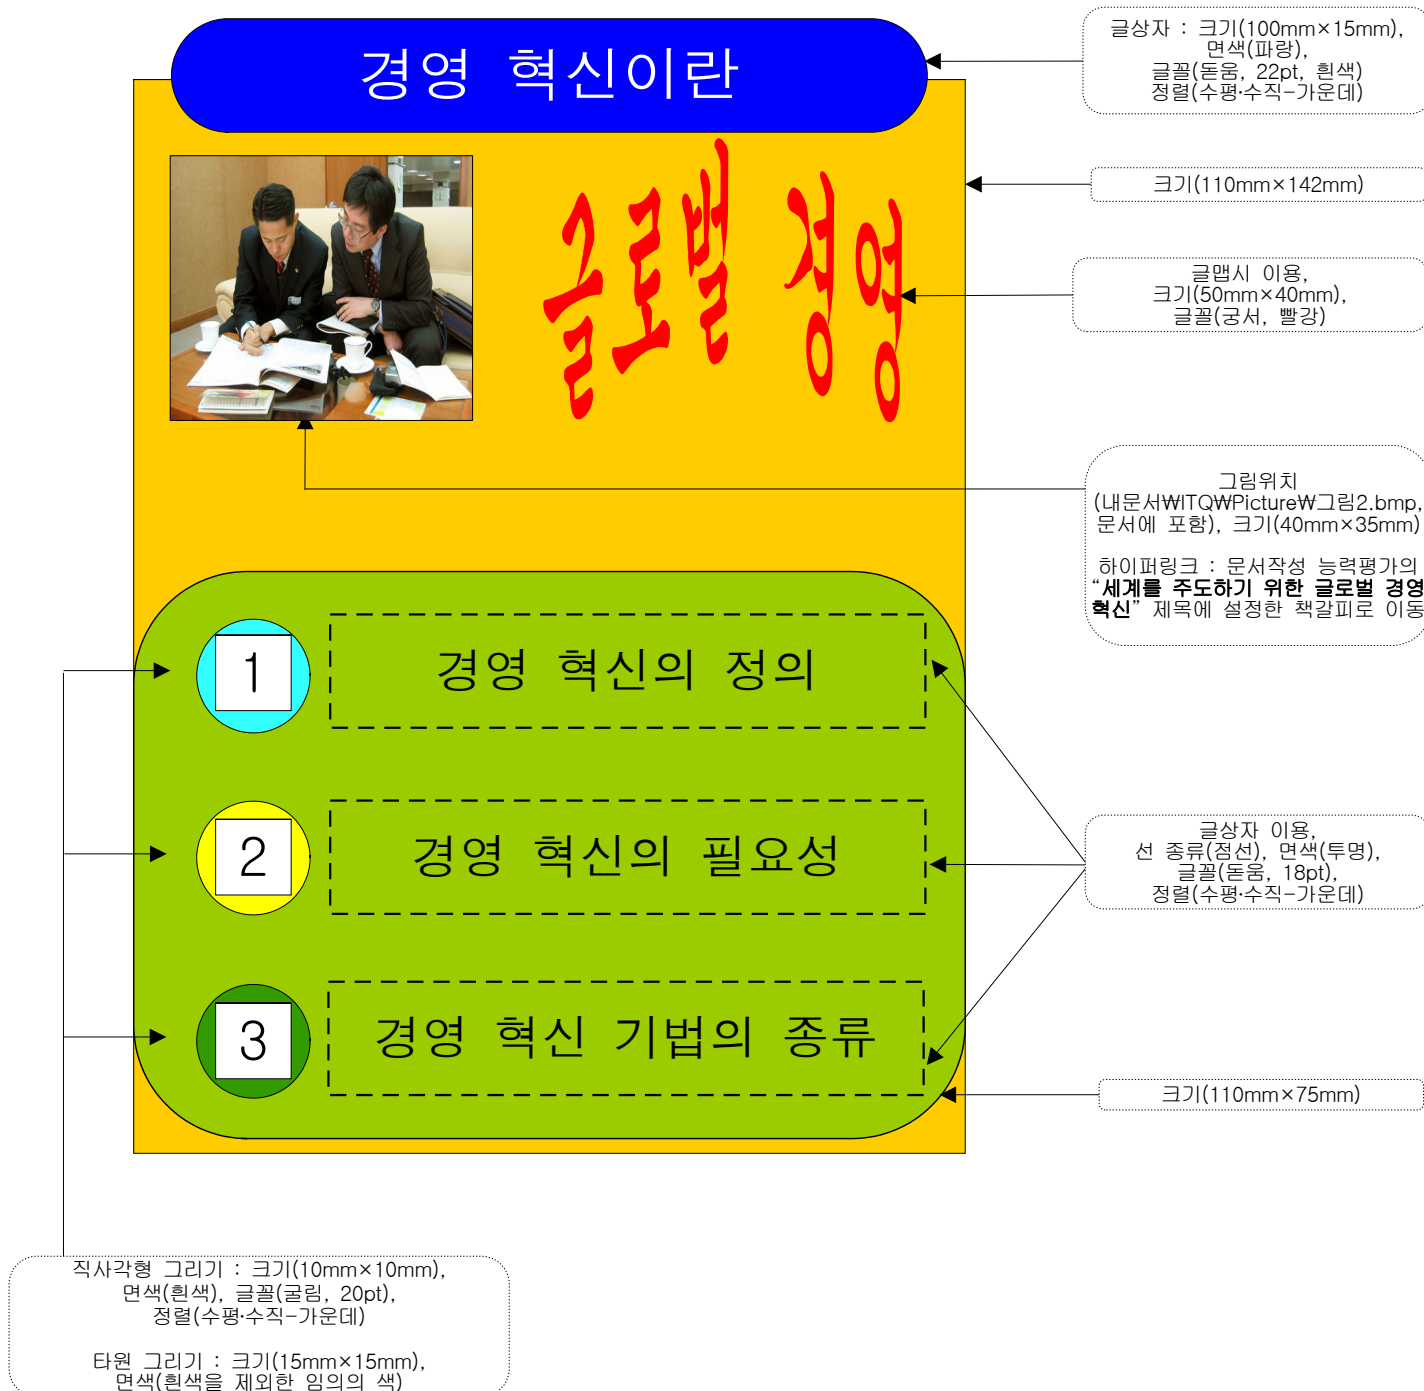 경영 혁신이란
글상자 : 크기(100mm×15mm),
면색(파랑),
글꼴(돋움, 22pt, 흰색)
정렬(수평·수직-가운데)
크기(110mm×142mm)
글로벌 경영
글맵시 이용,
크기(50mm×40mm),
글꼴(궁서, 빨강)
그림위치
(내문서₩ITQ₩Picture₩그림2.bmp,
문서에 포함), 크기(40mm×35mm)
하이퍼링크 : 문서작성 능력평가의
“세계를 주도하기 위한 글로벌 경영
혁신” 제목에 설정한 책갈피로 이동
1
경영 혁신의 정의
2
경영 혁신의 필요성
글상자 이용,
선 종류(점선), 면색(투명),
글꼴(돋움, 18pt),
정렬(수평·수직-가운데)
3
경영 혁신 기법의 종류
크기(110mm×75mm)
직사각형 그리기 : 크기(10mm×10mm),
면색(흰색), 글꼴(굴림, 20pt),
정렬(수평·수직-가운데)
타원 그리기 : 크기(15mm×15mm),
면색(흰색을 제외한 임의의 색)